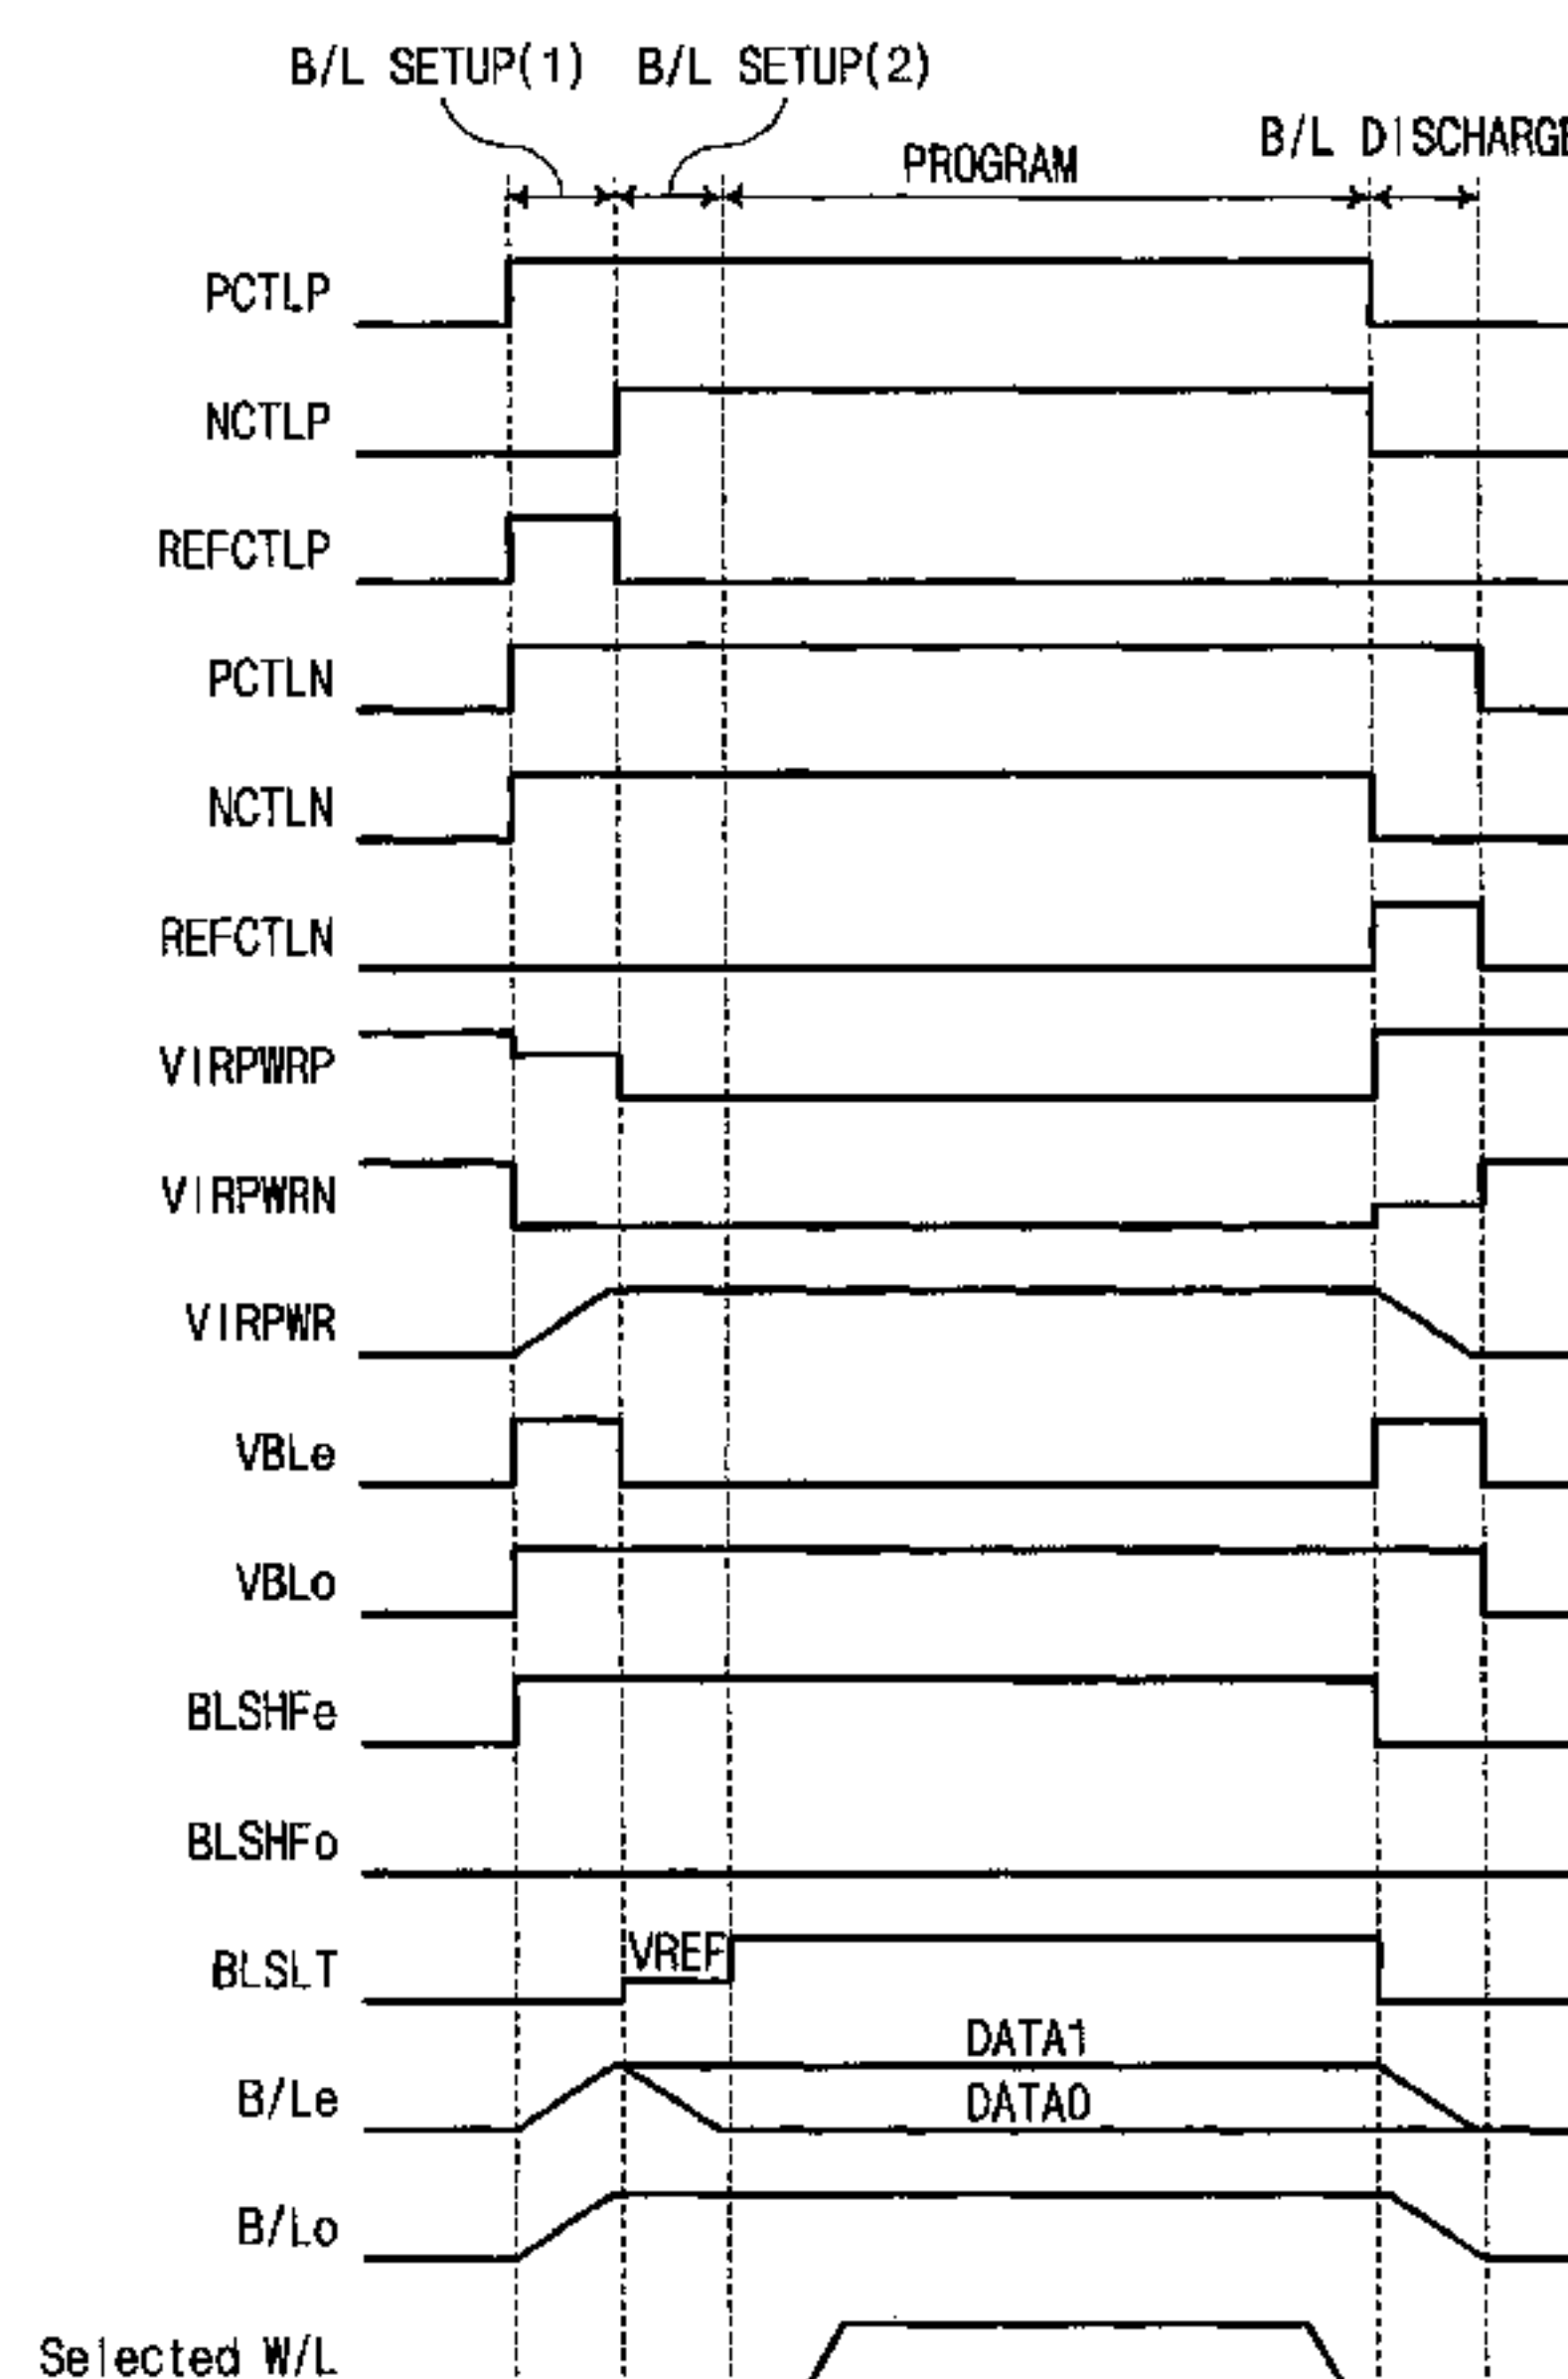 B/L SETUP(1) B/L SETUP(2)
PROGRAM
B/L DISCHARGE
PCTLP
NCTLP
REFCTLP
PCTLN
NCTLN
REFCTLN
VIRPWRP
VIRPWRN
VIRPWR
VBLe
VBLo
BLSHFe
BLSHFo
BLSLT
VREF
B/Le
DATA1
DATA0
B/Lo
Selected W/L